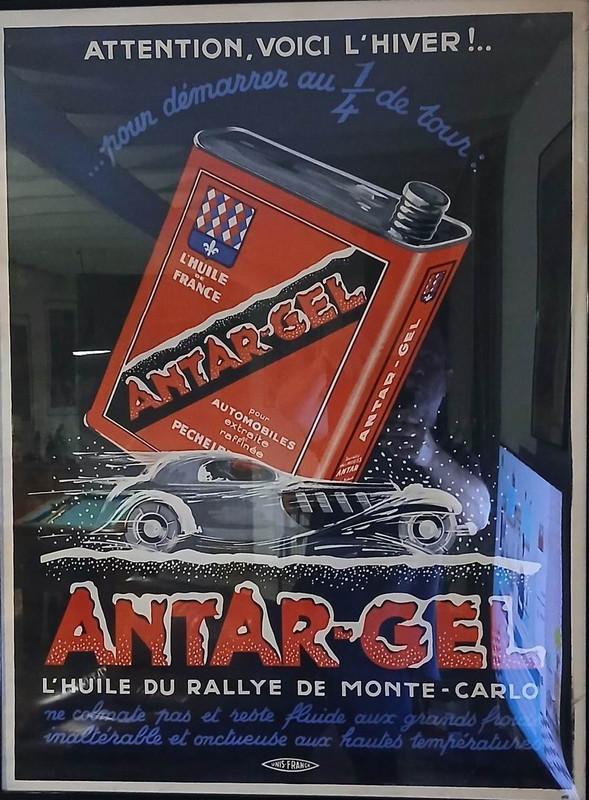 ATTENTION, VOICI L'HIVER !..
...pour démarrer au 1/4 de tour:
L'HUILE
DE
FRANCE
ANTAR-GEL
pour
AUTOMOBILES
extraite
raffinée
ANTAR-GEL
ANTAR
ANTAR-GEL
L'HUILE DU RALLYE DE MONTE-CARLO
ne colmate pas et reste fluide aux grands froids
inaltérable et onctueuse aux hautes températures
UNIS-FRANCE